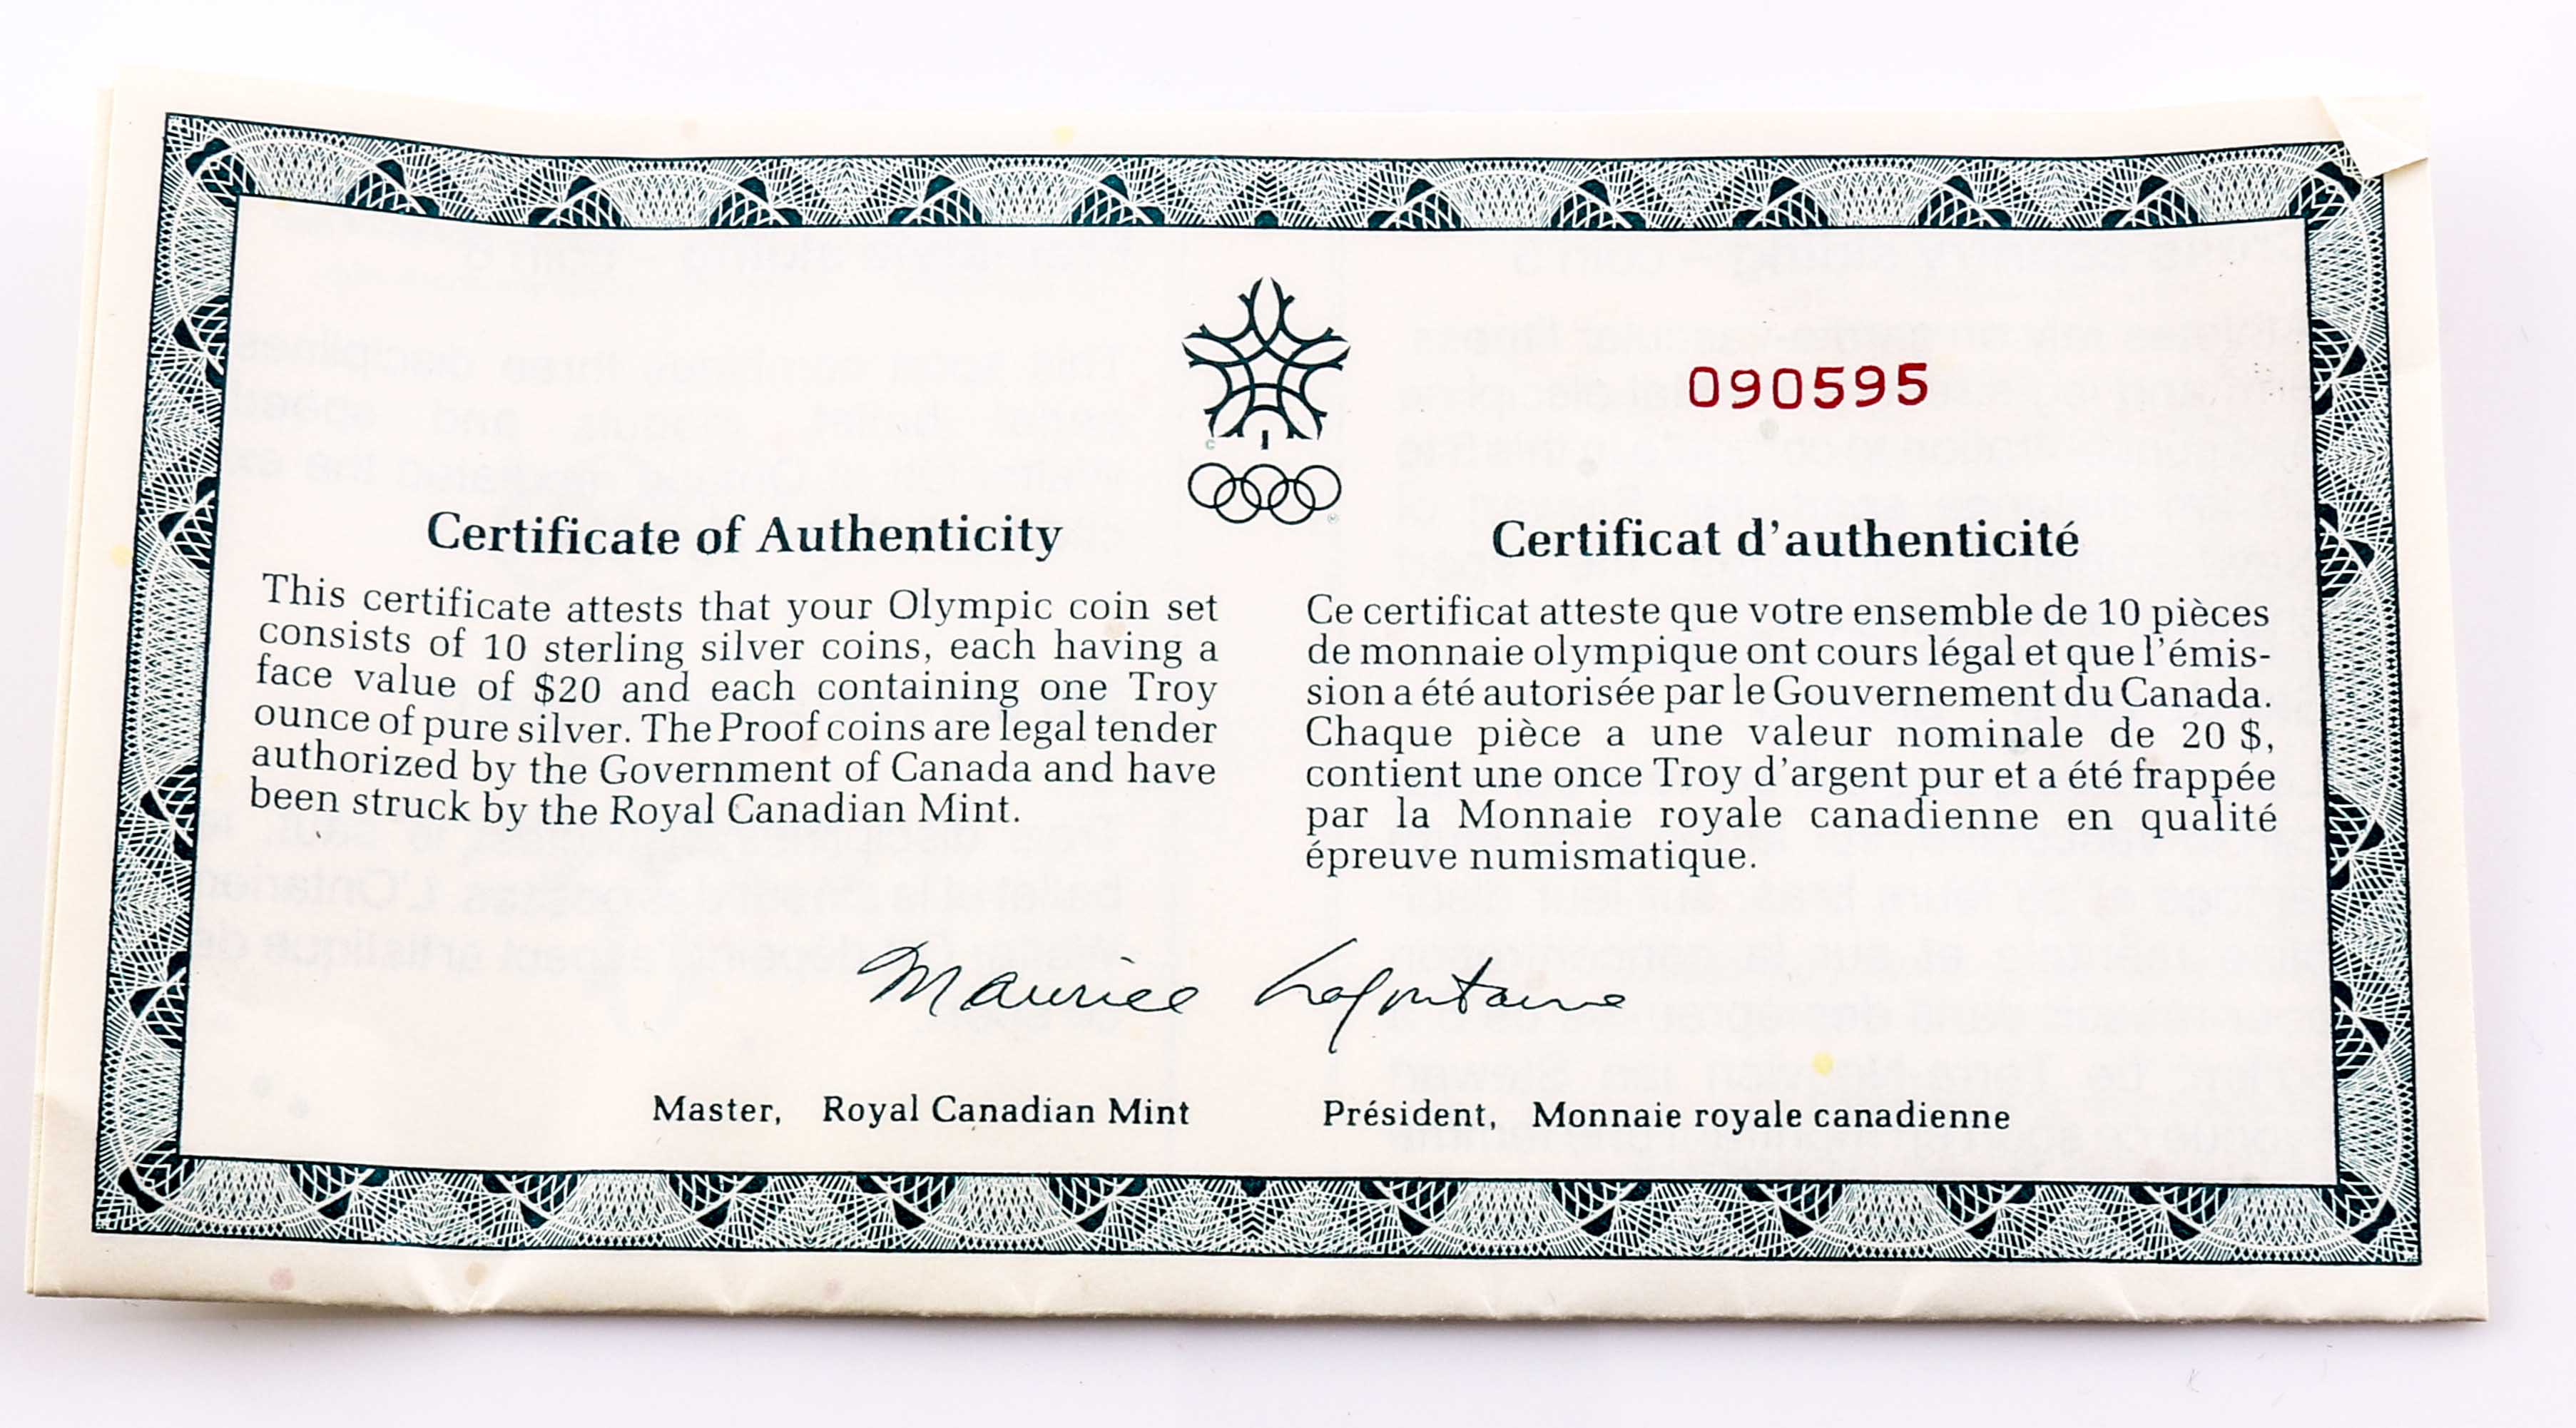 090595
Certificate of Authenticity
This certificate attests that your Olympic coin set
consists of 10 sterling silver coins, each having a
face value of $20 and each containing one Troy
ounce of pure silver. The Proof coins are legal tender
authorized by the Government of Canada and have
been struck by the Royal Canadian Mint.
Certificat d'authenticité
Ce certificat atteste que votre ensemble de 10 pièces
de monnaie olympique ont cours légal et que l'émis-
sion a été autorisée par le Gouvernement du Canada.
Chaque pièce a une valeur nominale de 20 $,
contient une once Troy d'argent pur et a été frappée
par la Monnaie royale canadienne en qualité
épreuve numismatique.
Maurice Lafontaine
Master, Royal Canadian Mint
Président, Monnaie royale canadienne